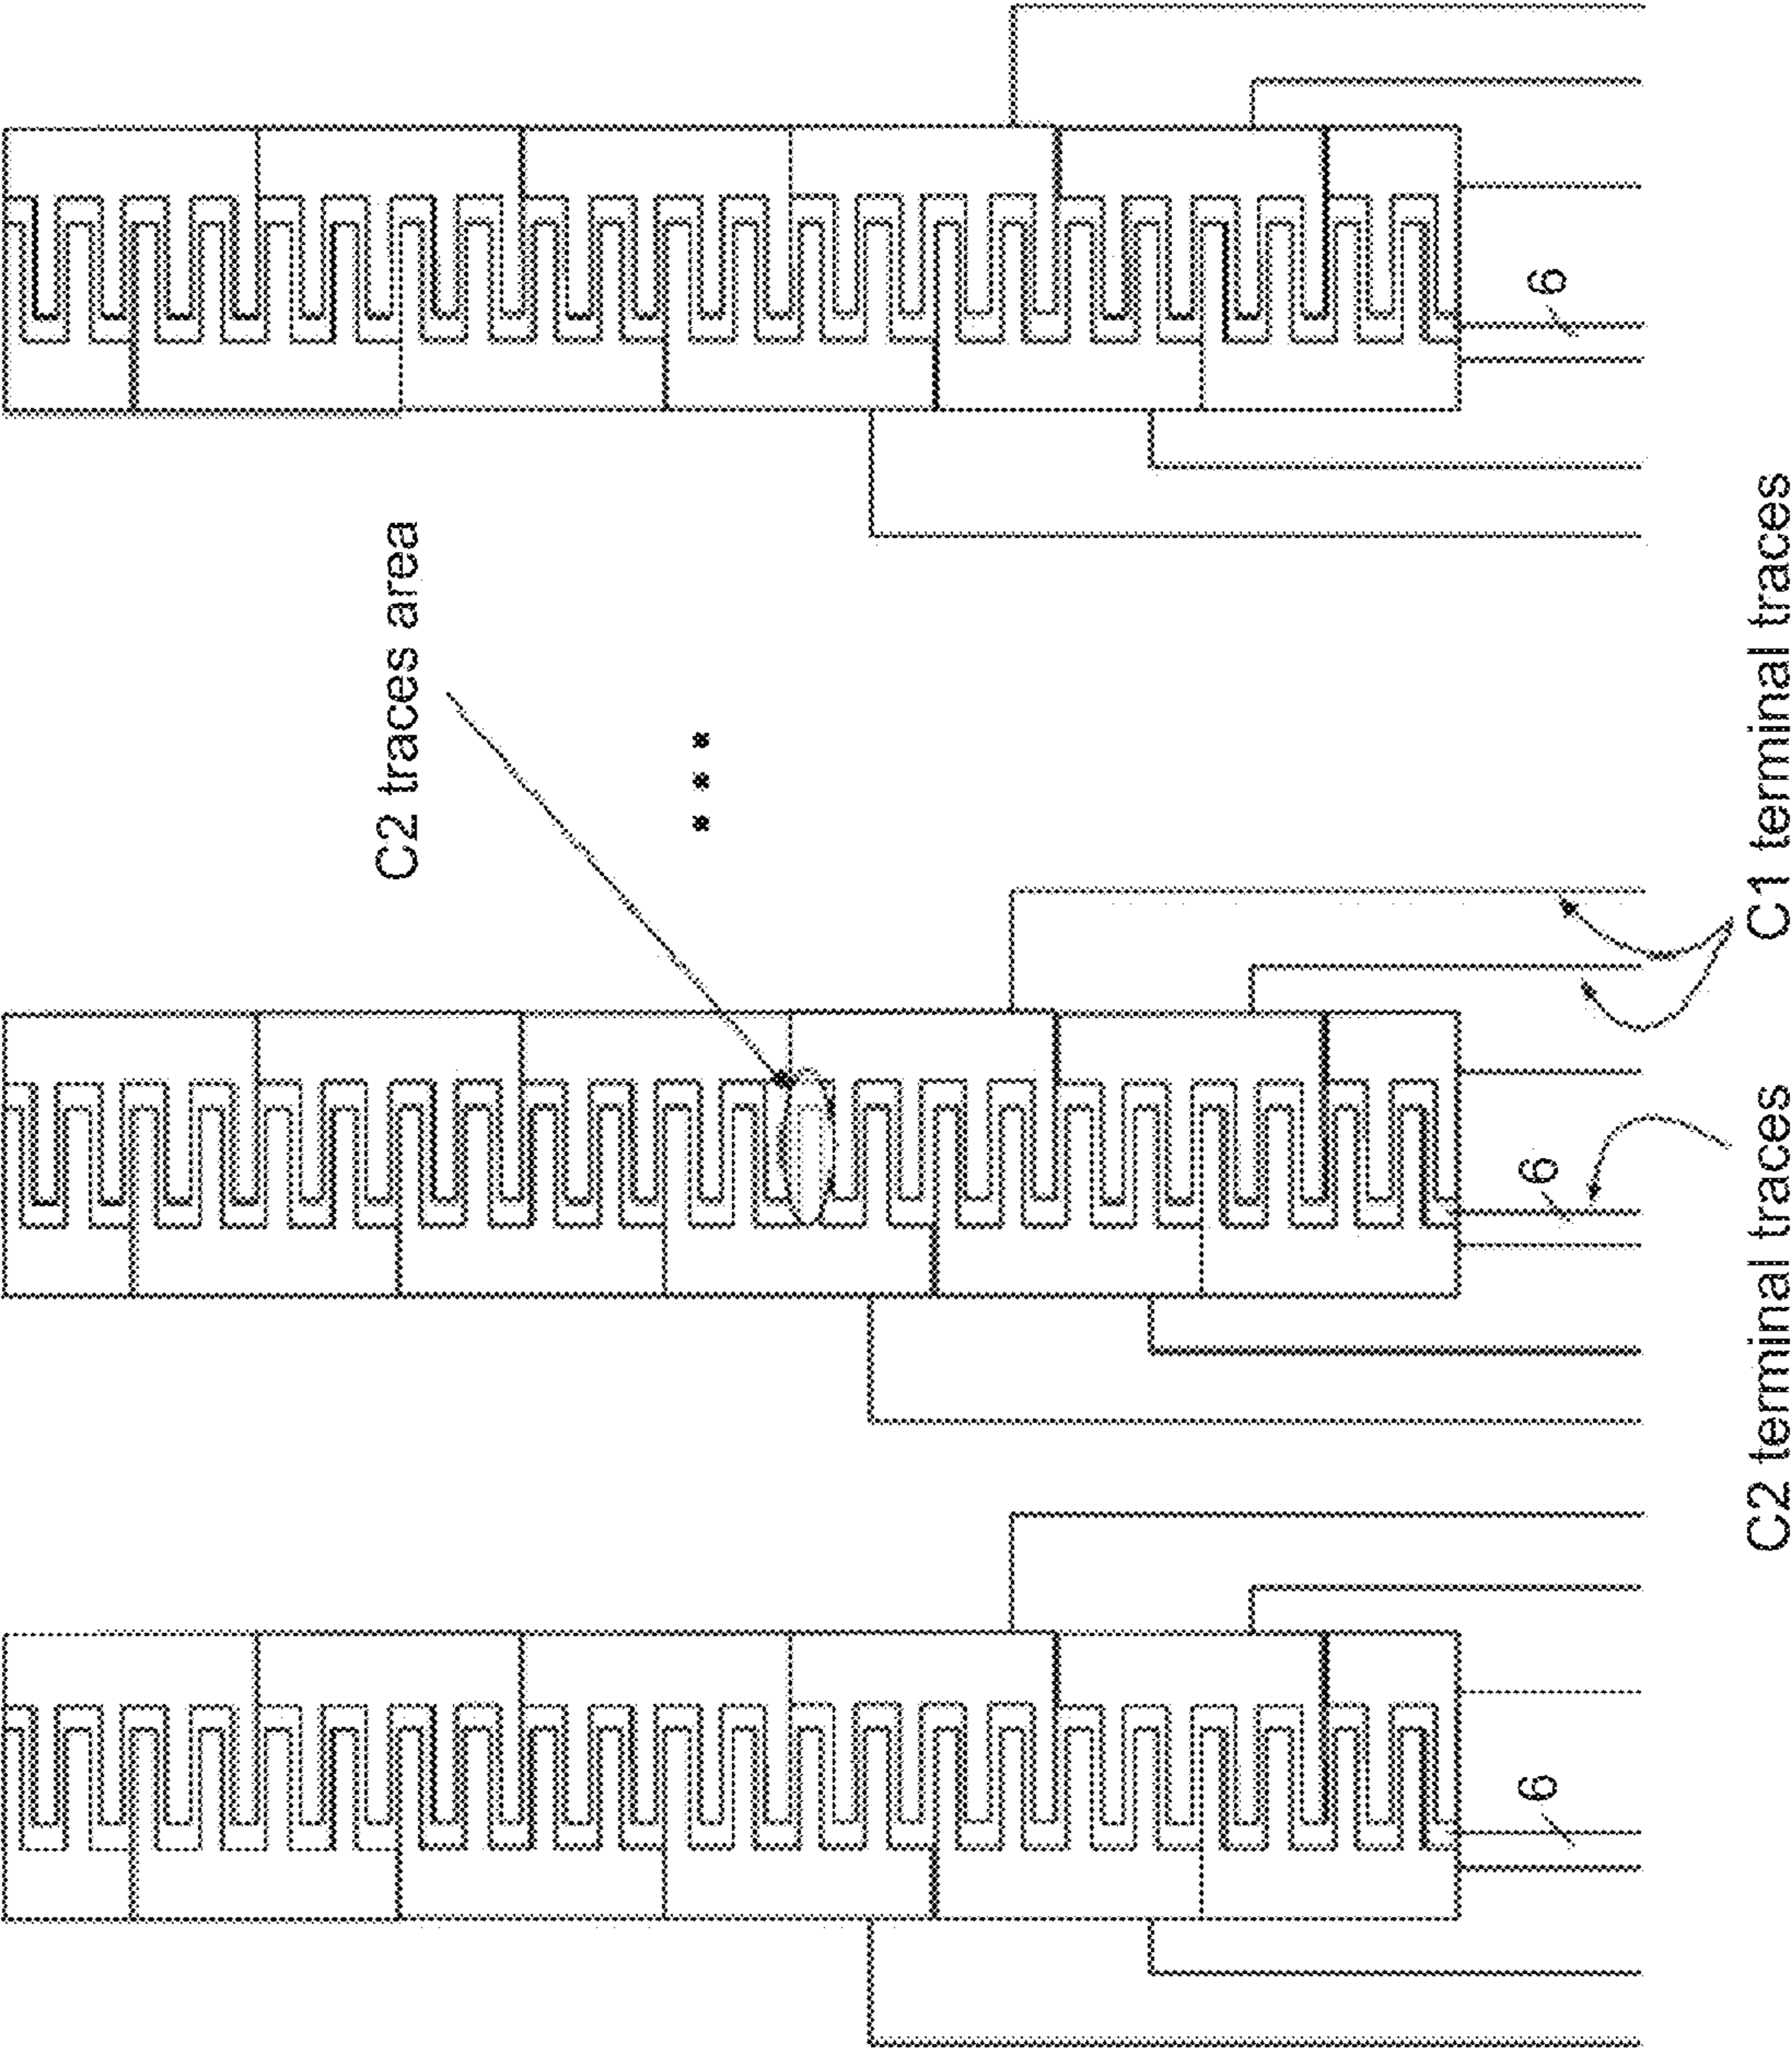 C2 traces area
6
6
6
C2 terminal traces
C1 terminal traces